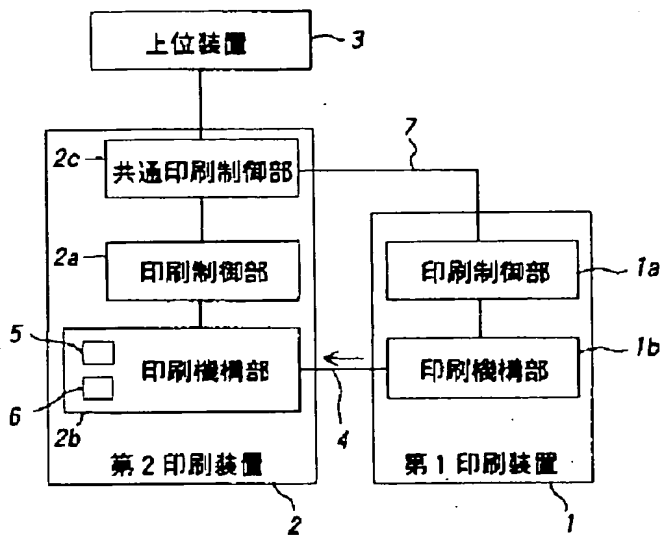 上位装置
3
2c
共通印刷制御部
7
2a
印刷制御部
印刷制御部
1a
5
印刷機構部
印刷機構部
1b
6
2b
4
第2印刷装置
第1印刷装置
2
1